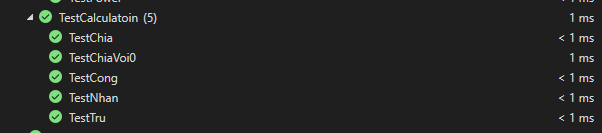 TestCalculatoin (5) 1 ms
TestChia < 1 ms
TestChiaVoi0 1 ms
TestCong < 1 ms
TestNhan < 1 ms
TestTru < 1 ms